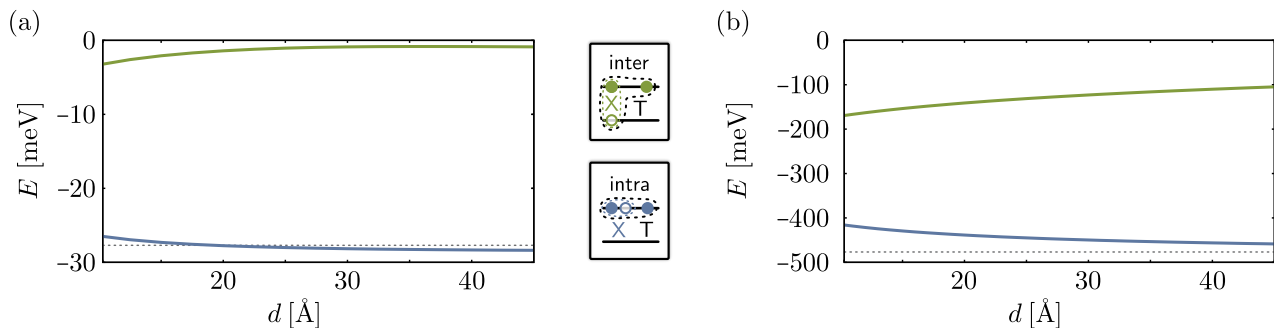 (a)
0
–10
–20
–30
E [meV]
20
30
40
d [Å]
inter
X
T
intra
X
T
(b)
0
–100
–200
–300
–400
–500
E [meV]
20
30
40
d [Å]